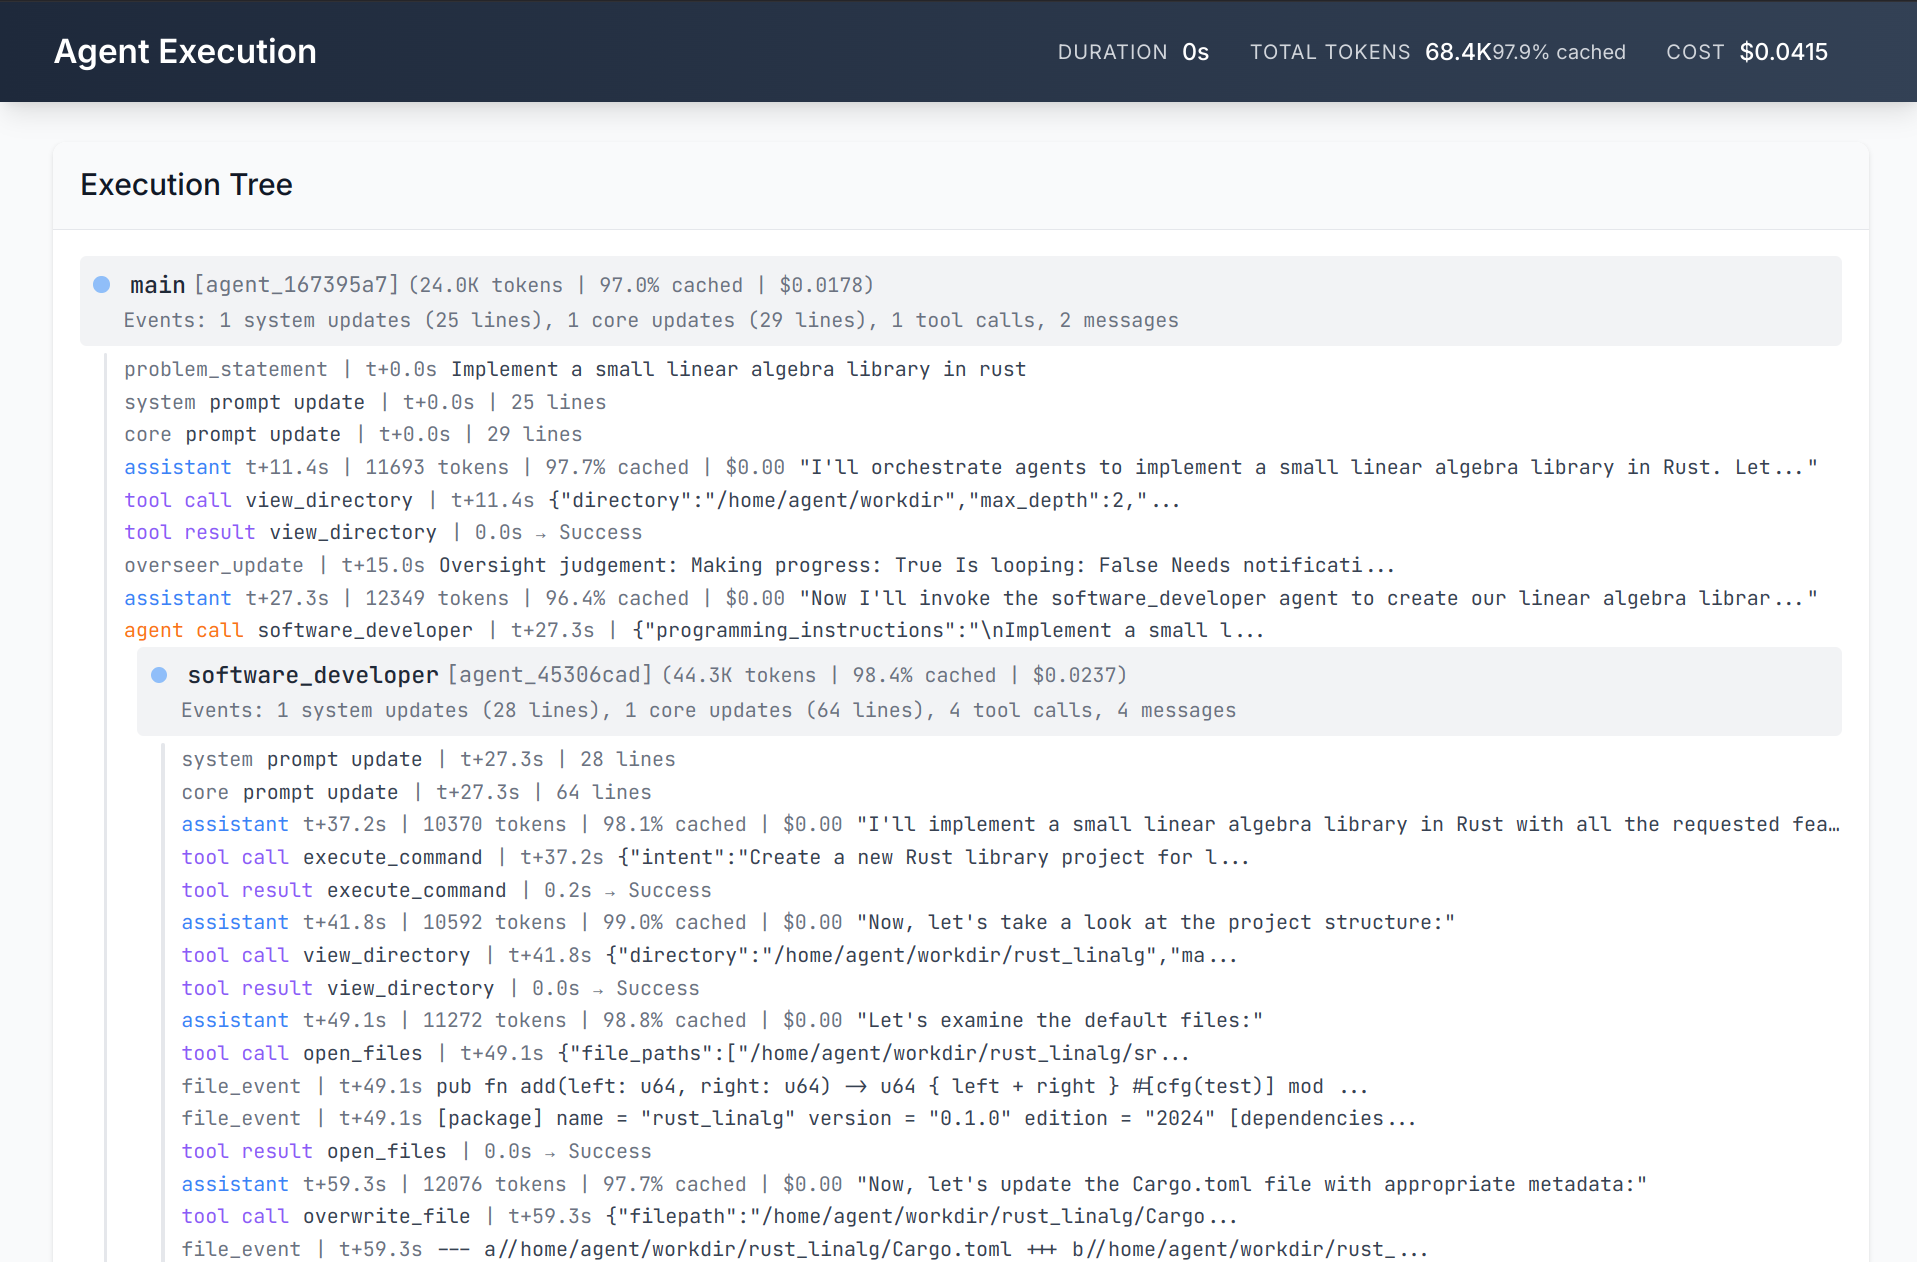 Agent Execution
DURATION 0s TOTAL TOKENS 68.4K97.9% cached COST $0.0415
Execution Tree
main [agent_167395a7] (24.0K tokens | 97.0% cached | $0.0178)
Events: 1 system updates (25 lines), 1 core updates (29 lines), 1 tool calls, 2 messages
problem_statement | t+0.0s Implement a small linear algebra library in rust
system prompt update | t+0.0s | 25 lines
core prompt update | t+0.0s | 29 lines
assistant t+11.4s | 11693 tokens | 97.7% cached | $0.00 "I'll orchestrate agents to implement a small linear algebra library in Rust. Let..."
tool call view_directory | t+11.4s {"directory":"/home/agent/workdir","max_depth":2,"...
tool result view_directory | 0.0s → Success
overseer_update | t+15.0s Oversight judgement: Making progress: True Is looping: False Needs notificati...
assistant t+27.3s | 12349 tokens | 96.4% cached | $0.00 "Now I'll invoke the software_developer agent to create our linear algebra librar..."
agent call software_developer | t+27.3s | {"programming_instructions":"\nImplement a small l...
software_developer [agent_45306cad] (44.3K tokens | 98.4% cached | $0.0237)
Events: 1 system updates (28 lines), 1 core updates (64 lines), 4 tool calls, 4 messages
system prompt update | t+27.3s | 28 lines
core prompt update | t+27.3s | 64 lines
assistant t+37.2s | 10370 tokens | 98.1% cached | $0.00 "I'll implement a small linear algebra library in Rust with all the requested fea…
tool call execute_command | t+37.2s {"intent":"Create a new Rust library project for l...
tool result execute_command | 0.2s → Success
assistant t+41.8s | 10592 tokens | 99.0% cached | $0.00 "Now, let's take a look at the project structure:"
tool call view_directory | t+41.8s {"directory":"/home/agent/workdir/rust_linalg","ma...
tool result view_directory | 0.0s → Success
assistant t+49.1s | 11272 tokens | 98.8% cached | $0.00 "Let's examine the default files:"
tool call open_files | t+49.1s {"file_paths":["/home/agent/workdir/rust_linalg/sr...
file_event | t+49.1s pub fn add(left: u64, right: u64) -> u64 { left + right } #[cfg(test)] mod ...
file_event | t+49.1s [package] name = "rust_linalg" version = "0.1.0" edition = "2024" [dependencies...
tool result open_files | 0.0s → Success
assistant t+59.3s | 12076 tokens | 97.7% cached | $0.00 "Now, let's update the Cargo.toml file with appropriate metadata:"
tool call overwrite_file | t+59.3s {"filepath":"/home/agent/workdir/rust_linalg/Cargo...
file_event | t+59.3s --- a//home/agent/workdir/rust_linalg/Cargo.toml +++ b//home/agent/workdir/rust_...